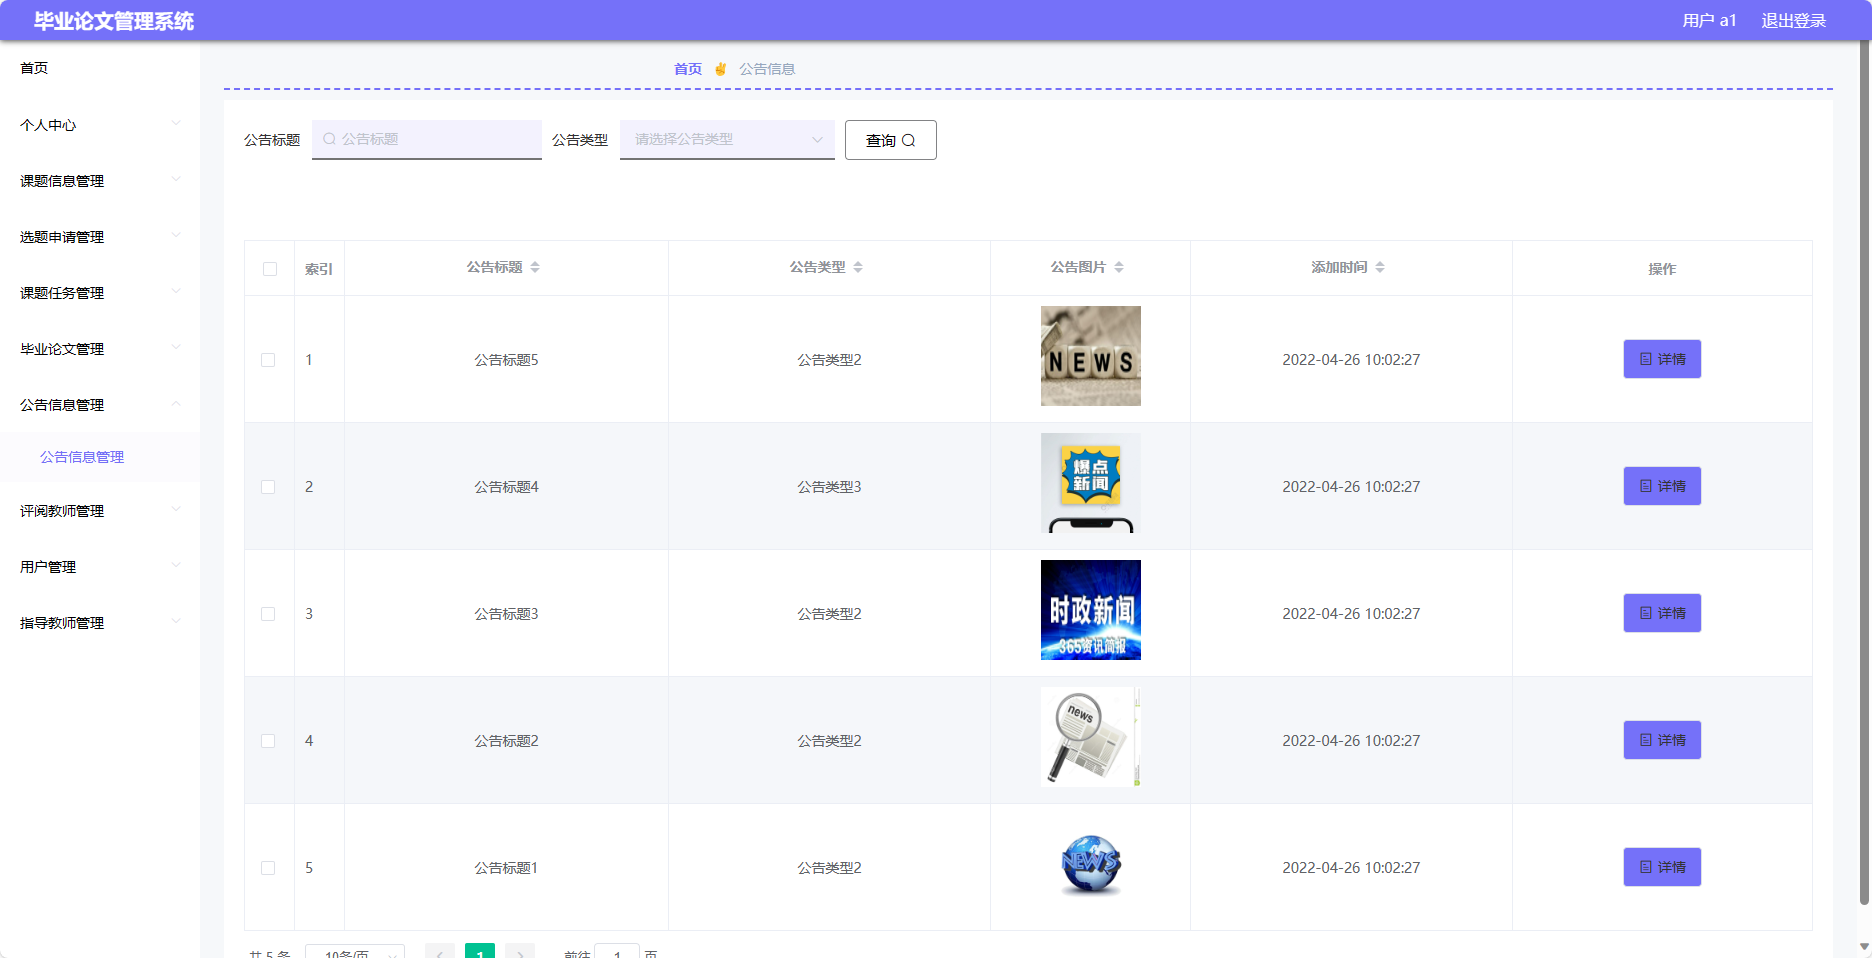 毕业论文管理系统
用户 a1 退出登录
首页
个人中心
课题信息管理
选题申请管理
课题任务管理
毕业论文管理
公告信息管理
公告信息管理
评阅教师管理
用户管理
指导教师管理
首页 公告信息
公告标题 公告标题 公告类型 请选择公告类型 查询
索引 公告标题 公告类型 公告图片 添加时间 操作
1 公告标题5 公告类型2 NEWS 2022-04-26 10:02:27 详情
2 公告标题4 公告类型3 爆点新闻 2022-04-26 10:02:27 详情
3 公告标题3 公告类型2 时政新闻 365资讯简报 2022-04-26 10:02:27 详情
4 公告标题2 公告类型2 news 2022-04-26 10:02:27 详情
5 公告标题1 公告类型2 NEWS 2022-04-26 10:02:27 详情
共 5 条 10条/页 1 前往 1 页